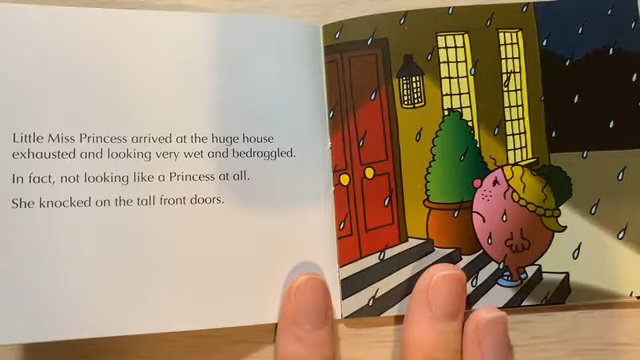 Little Miss Princess arrived at the huge house
exhausted and looking very wet and bedraggled.
In fact, not looking like a Princess at all.
She knocked on the tall front doors.